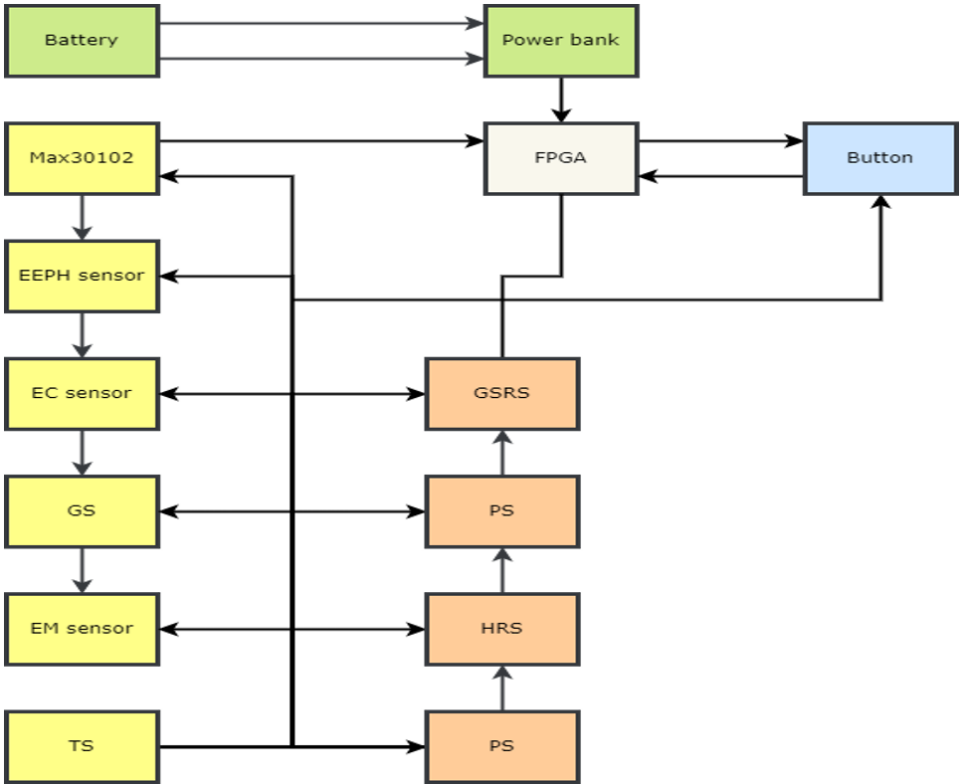 Battery
Power bank
Max30102
FPGA
Button
EEPH sensor
EC sensor
GSRS
GS
PS
EM sensor
HRS
TS
PS